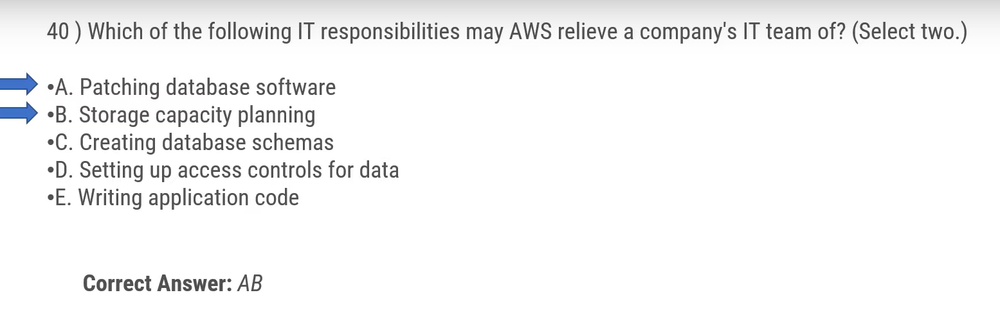 40 ) Which of the following IT responsibilities may AWS relieve a company's IT team of? (Select two.)
•A. Patching database software
•B. Storage capacity planning
•C. Creating database schemas
•D. Setting up access controls for data
•E. Writing application code
Correct Answer: AB